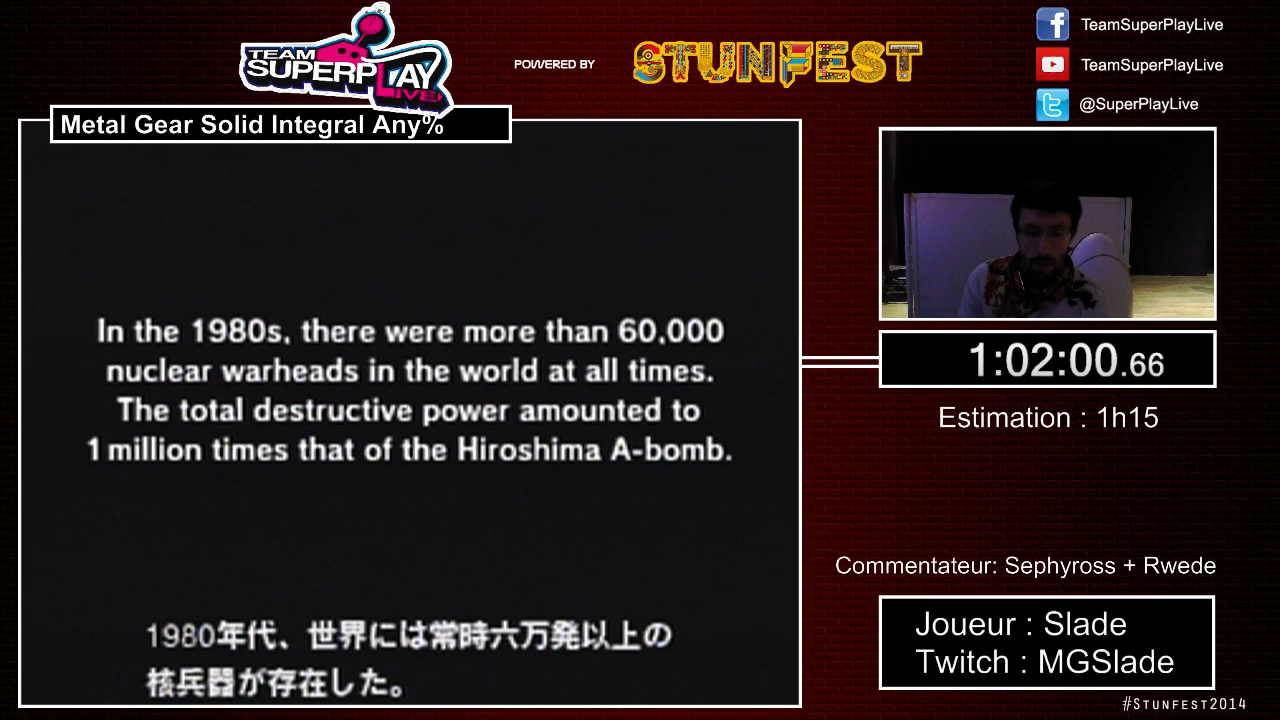 TEAM
SUPERPLAY
LIVE!
POWERED BY
STUNFEST
TeamSuperPlayLive
TeamSuperPlayLive
@SuperPlayLive
Metal Gear Solid Integral Any%
In the 1980s, there were more than 60,000
nuclear warheads in the world at all times.
The total destructive power amounted to
1 million times that of the Hiroshima A-bomb.
1980年代、世界には常時六万発以上の
核兵器が存在した。
1:02:00.66
Estimation : 1h15
Commentateur: Sephyross + Rwede
Joueur : Slade
Twitch : MGSlade
#STUNFEST2014